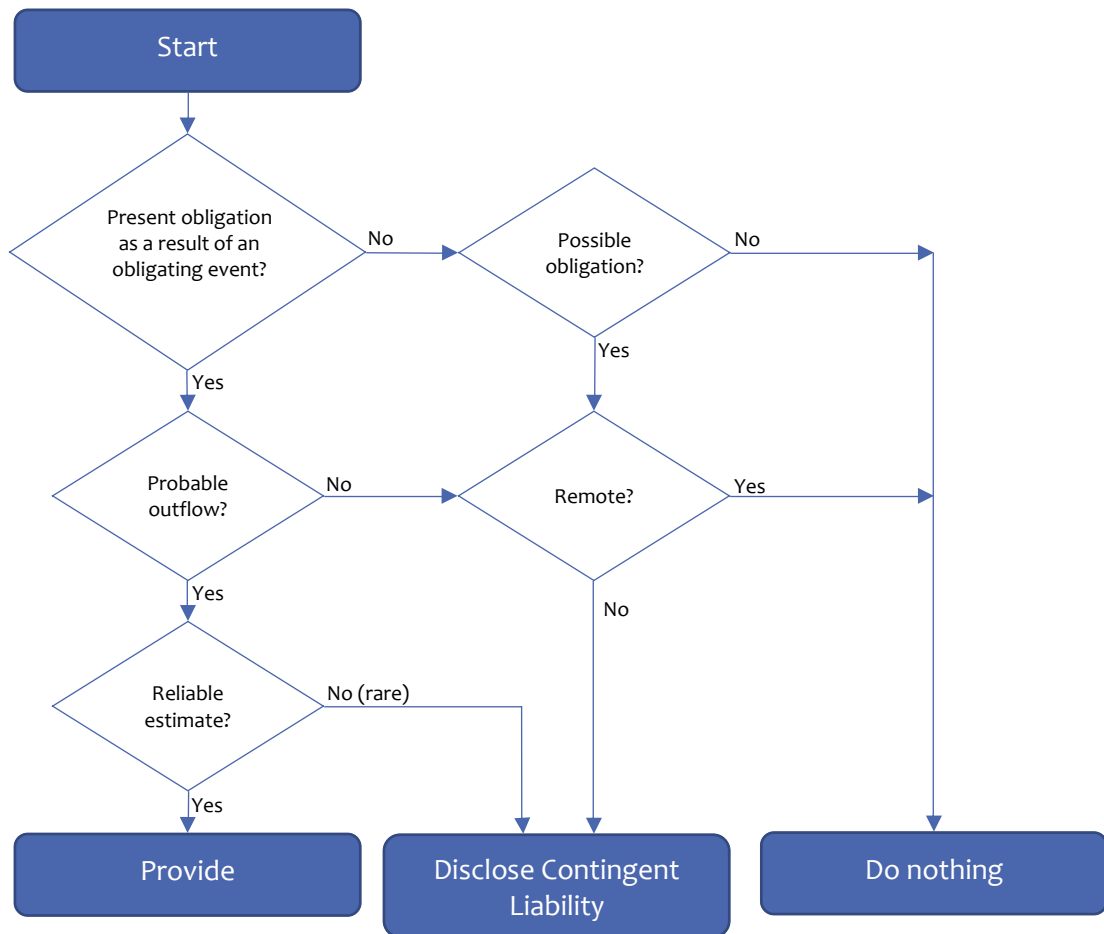 Start
Present obligation
as a result of an
obligating event?
No
Possible
obligation?
No
Yes
Yes
Probable
outflow?
No
Remote?
Yes
Yes
No
Reliable
estimate?
No (rare)
Yes
Provide
Disclose Contingent
Liability
Do nothing